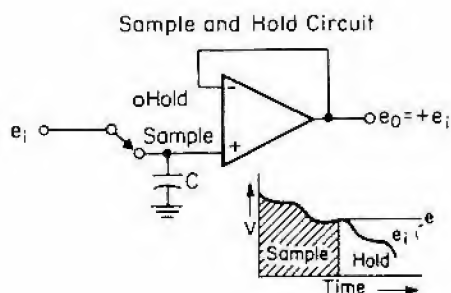 Sample and Hold Circuit
Hold
eᵢ
Sample
e₀=+eᵢ
-
+
C
V
e
eᵢ
Sample
Hold
Time